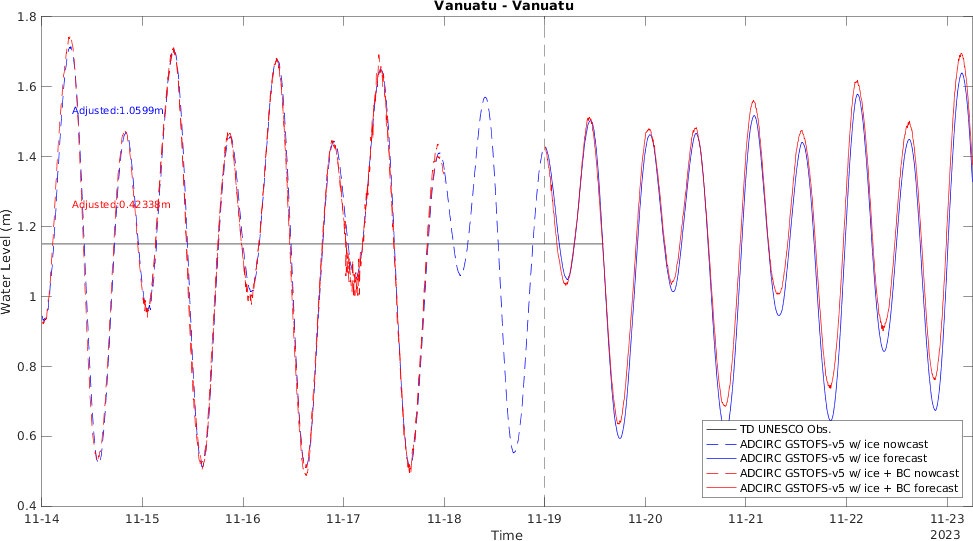 Vanuatu - Vanuatu
1.8
1.6
1.4
1.2
1
0.8
0.6
0.4
Water Level (m)
Adjusted:1.0599m
Adjusted:0.42338m
TD UNESCO Obs.
ADCIRC GSTOFS-v5 w/ ice nowcast
ADCIRC GSTOFS-v5 w/ ice forecast
ADCIRC GSTOFS-v5 w/ ice + BC nowcast
ADCIRC GSTOFS-v5 w/ ice + BC forecast
11-14 11-15 11-16 11-17 11-18 11-19 11-20 11-21 11-22 11-23
Time
2023